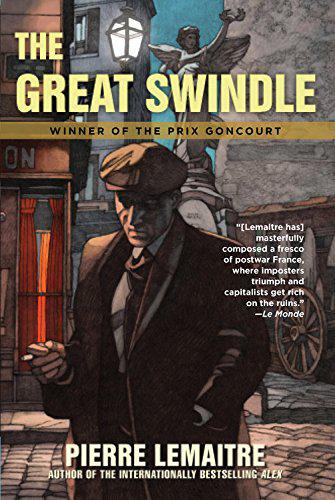 THE
GREAT SWINDLE
WINNER OF THE PRIX GONCOURT
ON
"[Lemaitre has]
masterfully
composed a fresco
of postwar France,
where imposters
triumph and
capitalists get rich
on the ruins."
—Le Monde
PIERRE LEMAITRE
AUTHOR OF THE INTERNATIONALLY BESTSELLING ALEX